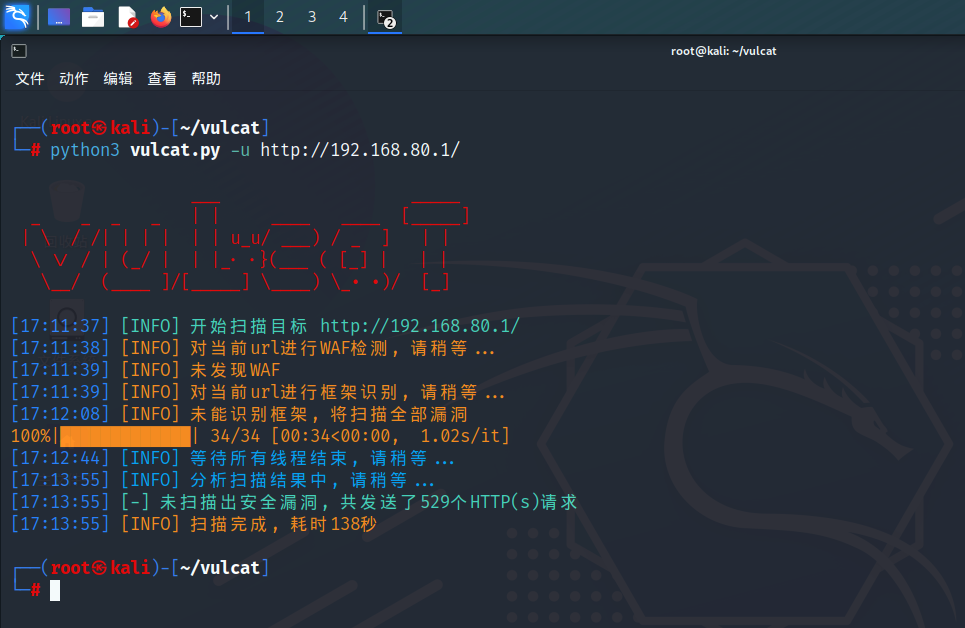 1 2 3 4 2
root@kali: ~/vulcat
文件 动作 编辑 查看 帮助
┌──(root㉿kali)-[~/vulcat]
└─# python3 vulcat.py -u http://192.168.80.1/
[17:11:37] [INFO] 开始扫描目标 http://192.168.80.1/
[17:11:38] [INFO] 对当前url进行WAF检测, 请稍等...
[17:11:39] [INFO] 未发现WAF
[17:11:39] [INFO] 对当前url进行框架识别, 请稍等...
[17:12:08] [INFO] 未能识别框架, 将扫描全部漏洞
100%|█████████████| 34/34 [00:34<00:00,  1.02s/it]
[17:12:44] [INFO] 等待所有线程结束, 请稍等...
[17:13:55] [INFO] 分析扫描结果中, 请稍等...
[17:13:55] [-] 未扫描出安全漏洞, 共发送了529个HTTP(s)请求
[17:13:55] [INFO] 扫描完成, 耗时138秒
┌──(root㉿kali)-[~/vulcat]
└─#